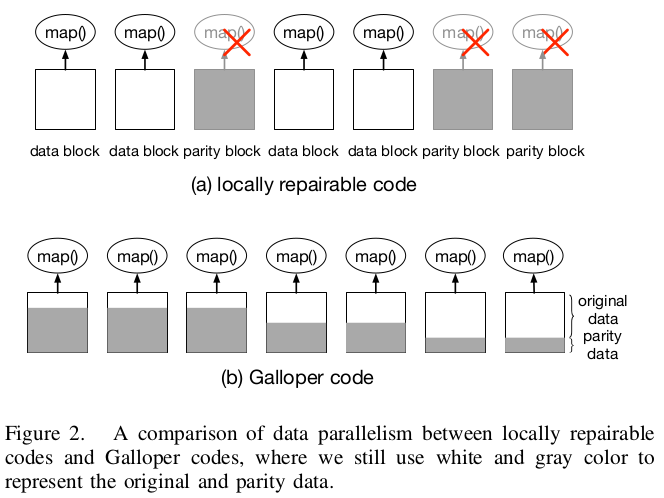 map() map() map() map() map() map() map()
data block data block parity block data block data block parity block parity block
(a) locally repairable code
map() map() map() map() map() map() map()
original
data
parity
data
(b) Galloper code
Figure 2. A comparison of data parallelism between locally repairable
codes and Galloper codes, where we still use white and gray color to
represent the original and parity data.